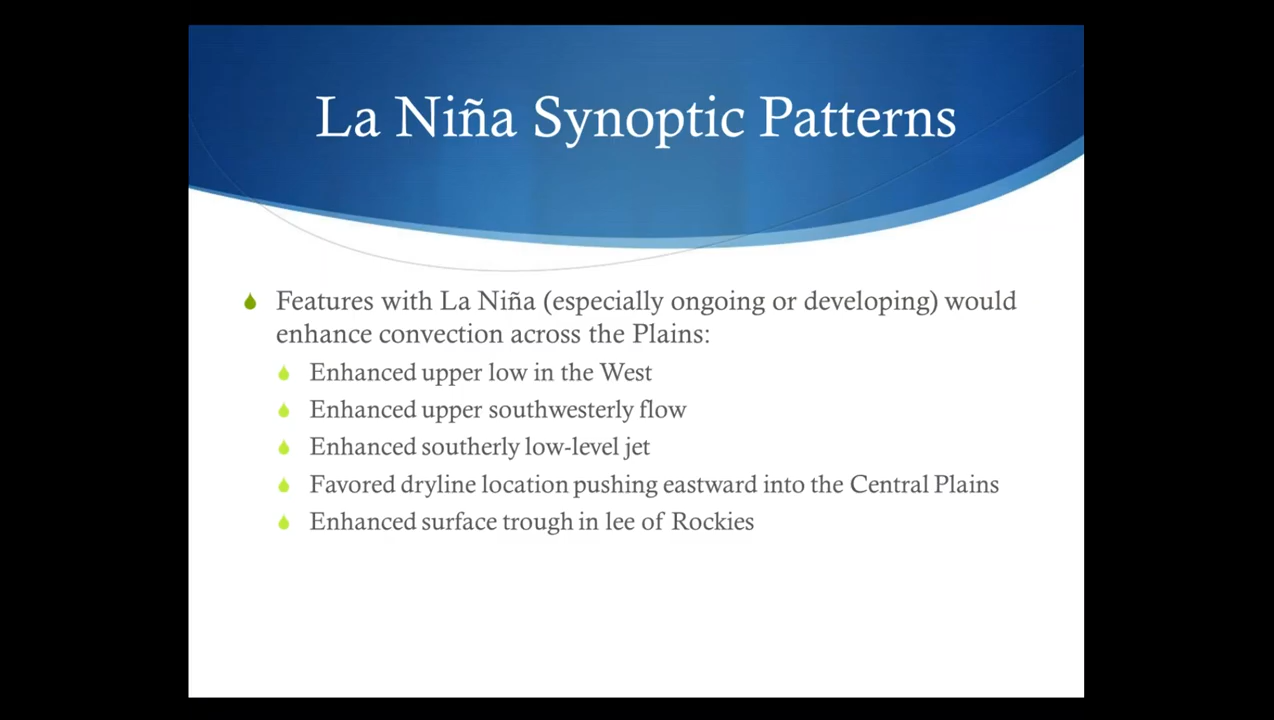 La Niña Synoptic Patterns
Features with La Niña (especially ongoing or developing) would
enhance convection across the Plains:
Enhanced upper low in the West
Enhanced upper southwesterly flow
Enhanced southerly low-level jet
Favored dryline location pushing eastward into the Central Plains
Enhanced surface trough in lee of Rockies